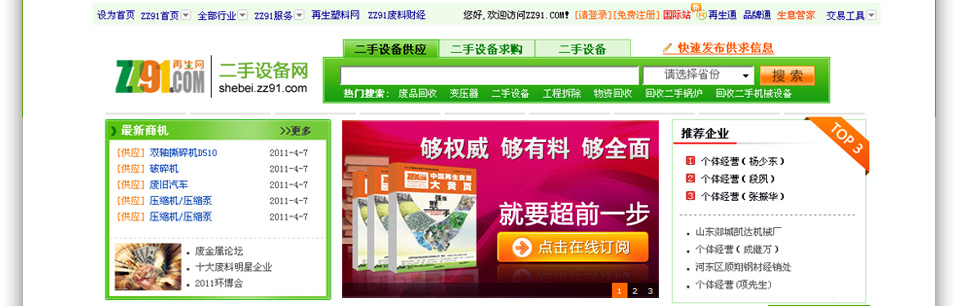 设为首页 ZZ91首页 全部行业 ZZ91服务 再生塑料网 ZZ91废料财经 您好,欢迎访问ZZ91.COM! [请登录] [免费注册] 国际站 新 再生通 品牌通 生意管家 交易工具
ZZ91.COM 再生网 二手设备网
shebei.zz91.com
二手设备供应 二手设备求购 二手设备 快速发布供求信息
请选择省份 搜 索
热门搜索: 废品回收 变压器 二手设备 工程拆除 物资回收 回收二手锅炉 回收二手机械设备
最新商机 >>更多
[供应] 双轴撕碎机D510 2011-4-7
[供应] 破碎机 2011-4-7
[供应] 废旧汽车 2011-4-7
[供应] 压缩机/压缩泵 2011-4-7
[供应] 压缩机/压缩泵 2011-4-7
废金属论坛
十大废料明星企业
2011环博会
够权威 够有料 够全面
中国再生资源
大黄页
就要超前一步
点击在线订阅
1 2 3
推荐企业
TOP 3
1 个体经营(杨少东)
2 个体经营(段凤)
3 个体经营(张振华)
山东郯城凯达机械厂
个体经营(成继万)
河东区顺翔钢材经销处
个体经营(项先生)